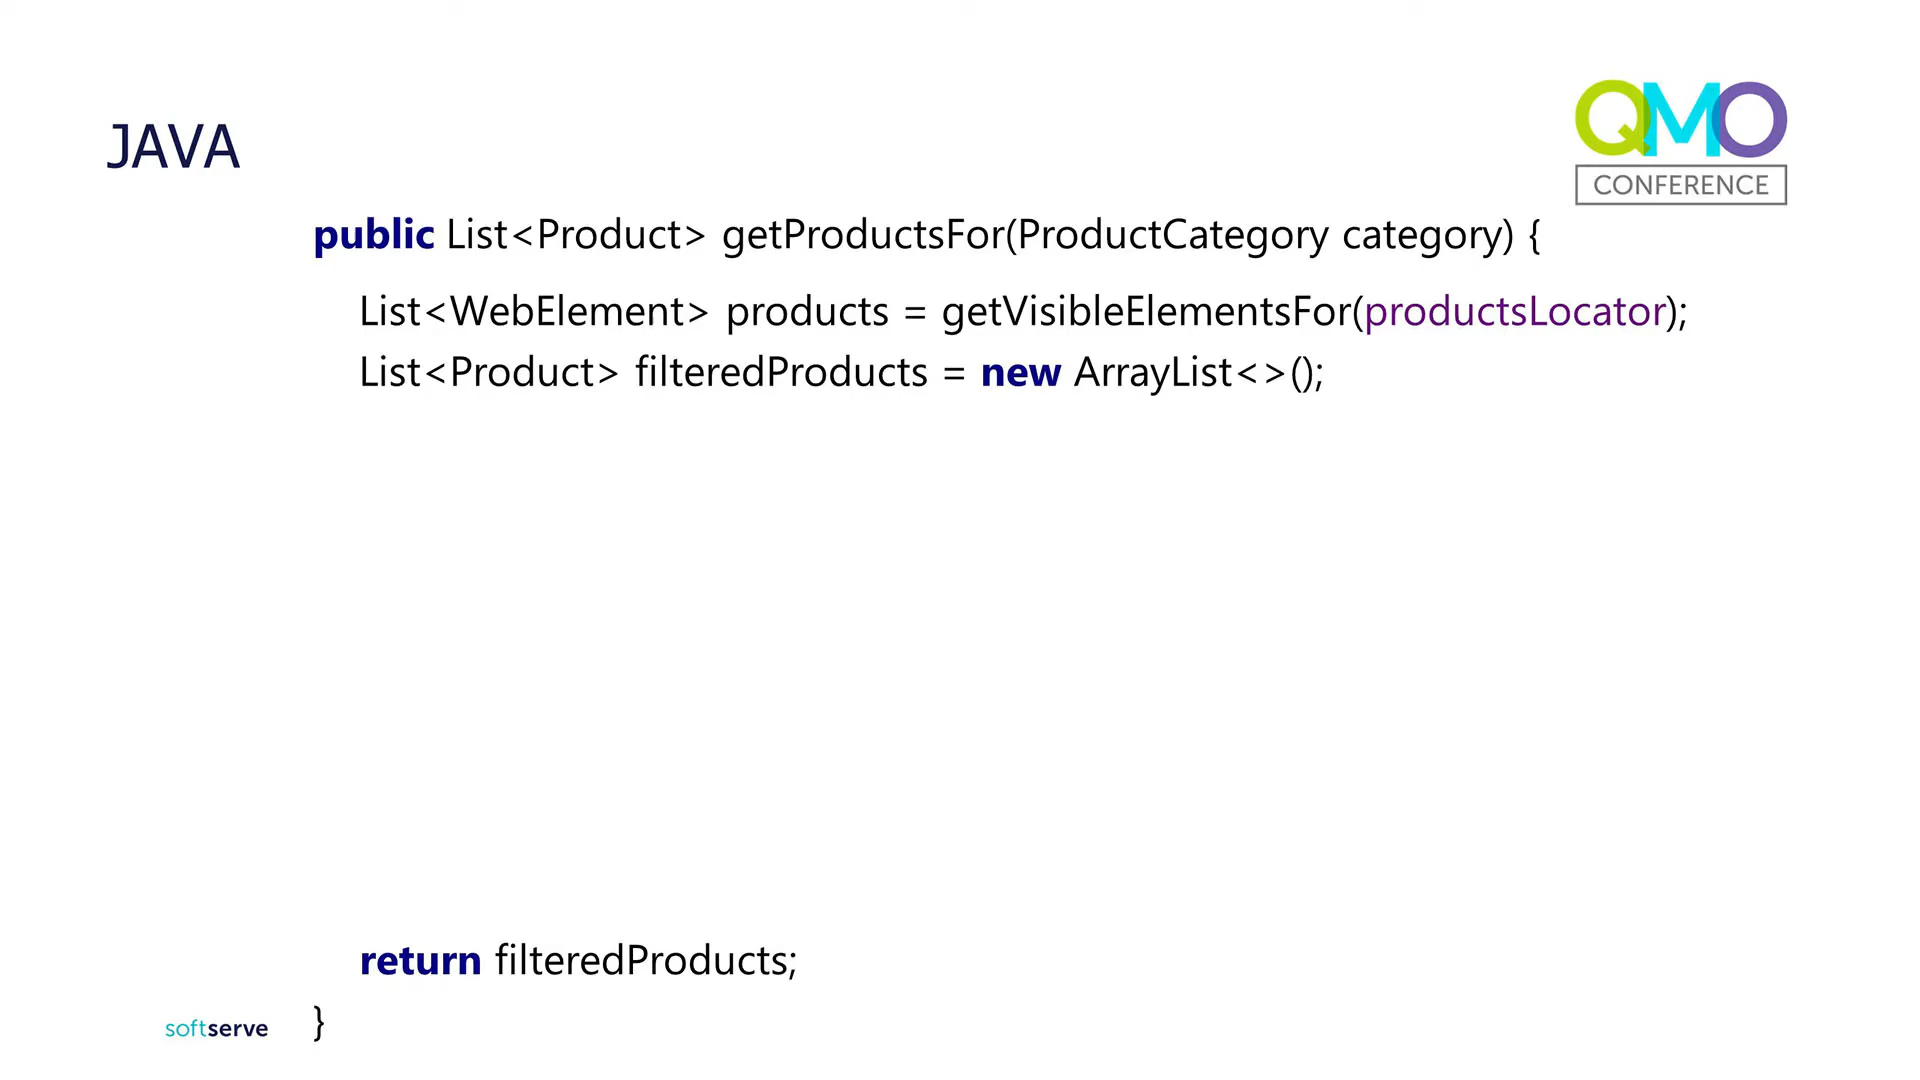 QMO
CONFERENCE
JAVA
public List<Product> getProductsFor(ProductCategory category) {
List<WebElement> products = getVisibleElementsFor(productsLocator);
List<Product> filteredProducts = new ArrayList<>();
return filteredProducts;
}
softserve